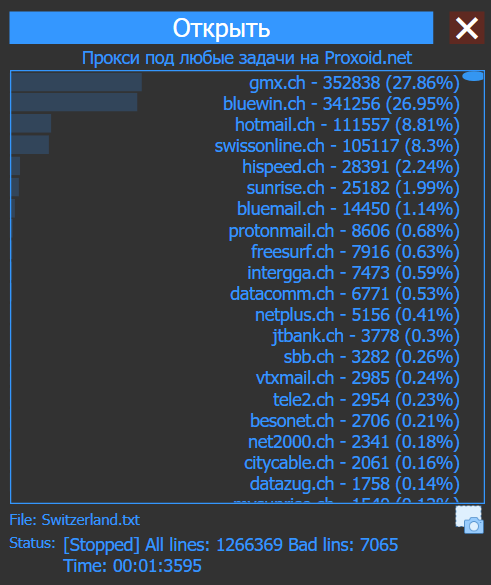 Открыть
Прокси под любые задачи на Proxoid.net
gmx.ch - 352838 (27.86%)
bluewin.ch - 341256 (26.95%)
hotmail.ch - 111557 (8.81%)
swissonline.ch - 105117 (8.3%)
hispeed.ch - 28391 (2.24%)
sunrise.ch - 25182 (1.99%)
bluemail.ch - 14450 (1.14%)
protonmail.ch - 8606 (0.68%)
freesurf.ch - 7916 (0.63%)
intergga.ch - 7473 (0.59%)
datacomm.ch - 6771 (0.53%)
netplus.ch - 5156 (0.41%)
jtbank.ch - 3778 (0.3%)
sbb.ch - 3282 (0.26%)
vtxmail.ch - 2985 (0.24%)
tele2.ch - 2954 (0.23%)
besonet.ch - 2706 (0.21%)
net2000.ch - 2341 (0.18%)
citycable.ch - 2061 (0.16%)
datazug.ch - 1758 (0.14%)
File: Switzerland.txt
Status: [Stopped] All lines: 1266369 Bad lins: 7065
Time: 00:01:3595